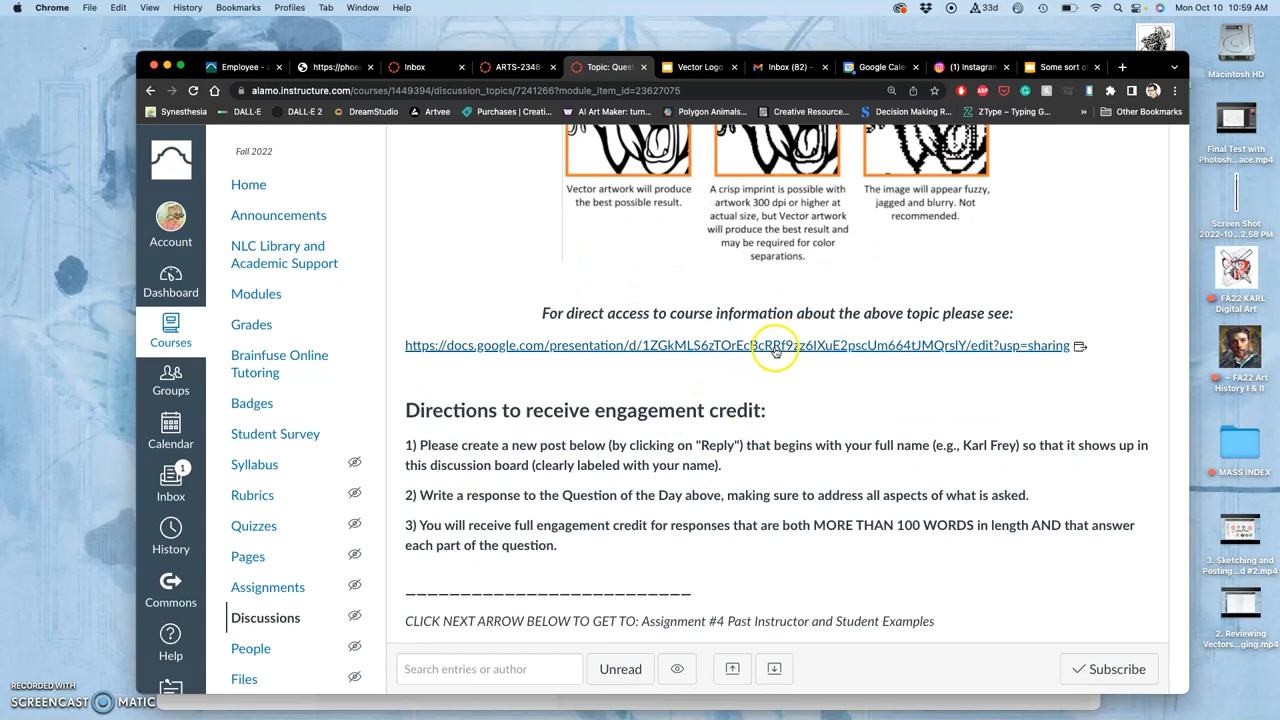 Chrome File Edit View History Bookmarks Profiles Tab Window Help
33d Mon Oct 10 10:59 AM
Employee - a
https://phoe
Inbox
ARTS-2348-
Topic: Ques
Vector Logo
Inbox (82) -
Google Cale
(1) Instagram
Some sort o
alamo.instructure.com/courses/1449394/discussion_topics/7241266?module_item_id=23627075
Synesthesia DALL·E DALL·E 2 DreamStudio Artvee Purchases | Creati... AI Art Maker: turn... Polygon Animals... Creative Resource... Decision Making R... ZType – Typing G... » Other Bookmarks
Account
Dashboard
Courses
Groups
Calendar
1
Inbox
History
Commons
Help
Fall 2022
Home
Announcements
NLC Library and
Academic Support
Modules
Grades
Brainfuse Online
Tutoring
Badges
Student Survey
Syllabus
Rubrics
Quizzes
Pages
Assignments
Discussions
People
Files
Vector artwork will produce
the best possible result.
A crisp imprint is possible with
artwork 300 dpi or higher at
actual size, but Vector artwork
will produce the best result and
may be required for color
separations.
The image will appear fuzzy,
jagged and blurry. Not
recommended.
For direct access to course information about the above topic please see:
https://docs.google.com/presentation/d/1ZGkMLS6zTOrEcBcRRf9zz6IXuE2pscUm664tJMQrslY/edit?usp=sharing
Directions to receive engagement credit:
1) Please create a new post below (by clicking on "Reply") that begins with your full name (e.g., Karl Frey) so that it shows up in
this discussion board (clearly labeled with your name).
2) Write a response to the Question of the Day above, making sure to address all aspects of what is asked.
3) You will receive full engagement credit for responses that are both MORE THAN 100 WORDS in length AND that answer
each part of the question.
__________________________
CLICK NEXT ARROW BELOW TO GET TO: Assignment #4 Past Instructor and Student Examples
Search entries or author
Unread
Subscribe
Macintosh HD
Final Test with
Photosh...ace.mp4
Screen Shot
2022-10...2.58 PM
FA22 KARL
Digital Art
~ FA22 Art
History I & II
MASS INDEX
3. Sketching and
Posting...d #2.mp4
2. Reviewing
Vectors...ging.mp4
RECORDED WITH
SCREENCAST MATIC